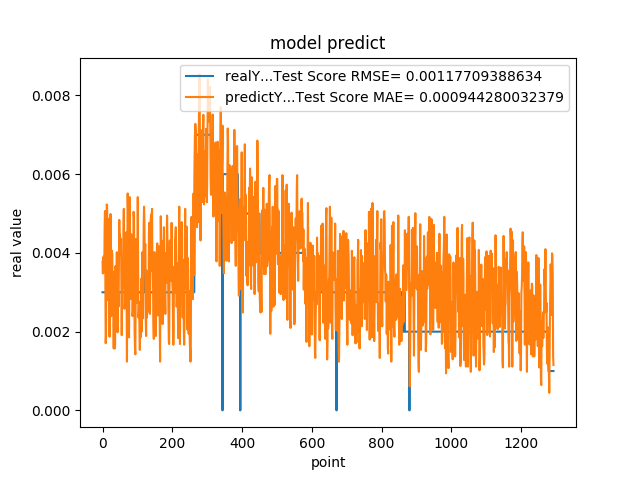 model predict
realY...Test Score RMSE= 0.00117709388634
predictY...Test Score MAE= 0.000944280032379
0.008
0.006
0.004
0.002
0.000
real value
0 200 400 600 800 1000 1200
point